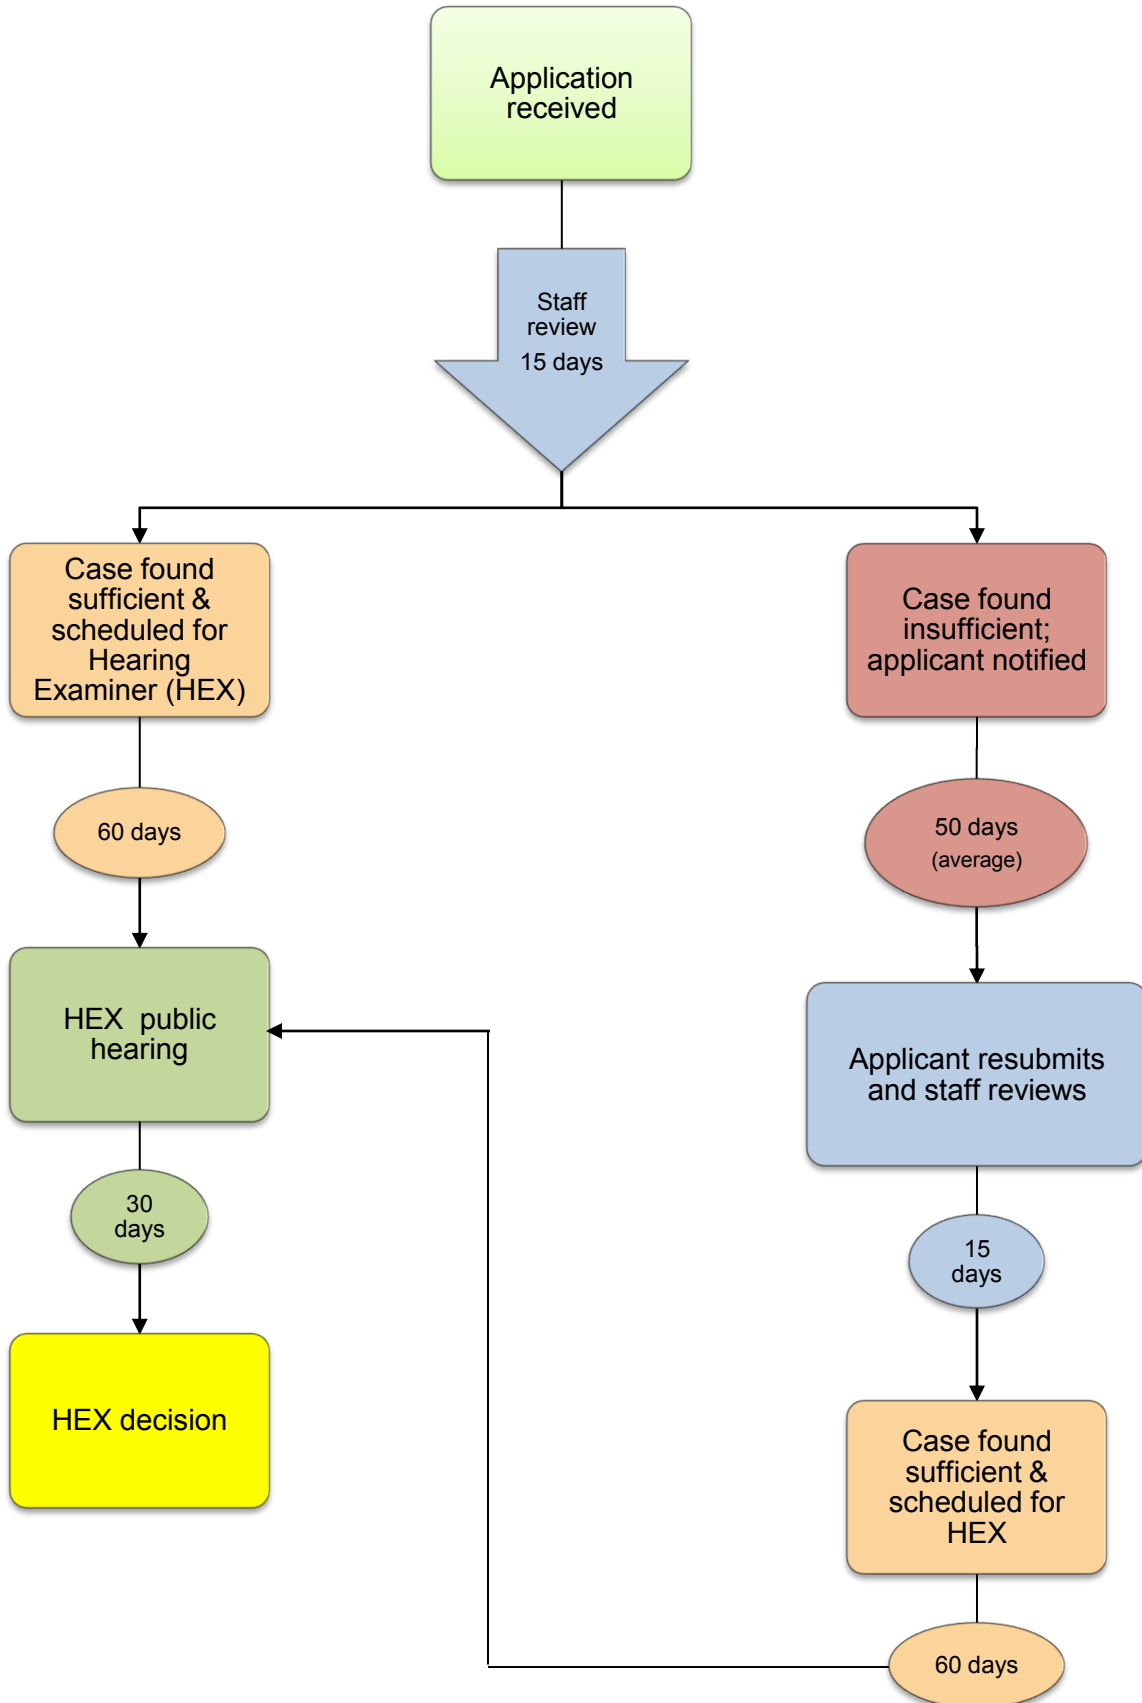 Application
received
Staff
review
15 days
Case found
sufficient &
scheduled for
Hearing
Examiner (HEX)
60 days
HEX public
hearing
30
days
HEX decision
Case found
insufficient;
applicant notified
50 days
(average)
Applicant resubmits
and staff reviews
15
days
Case found
sufficient &
scheduled for
HEX
60 days